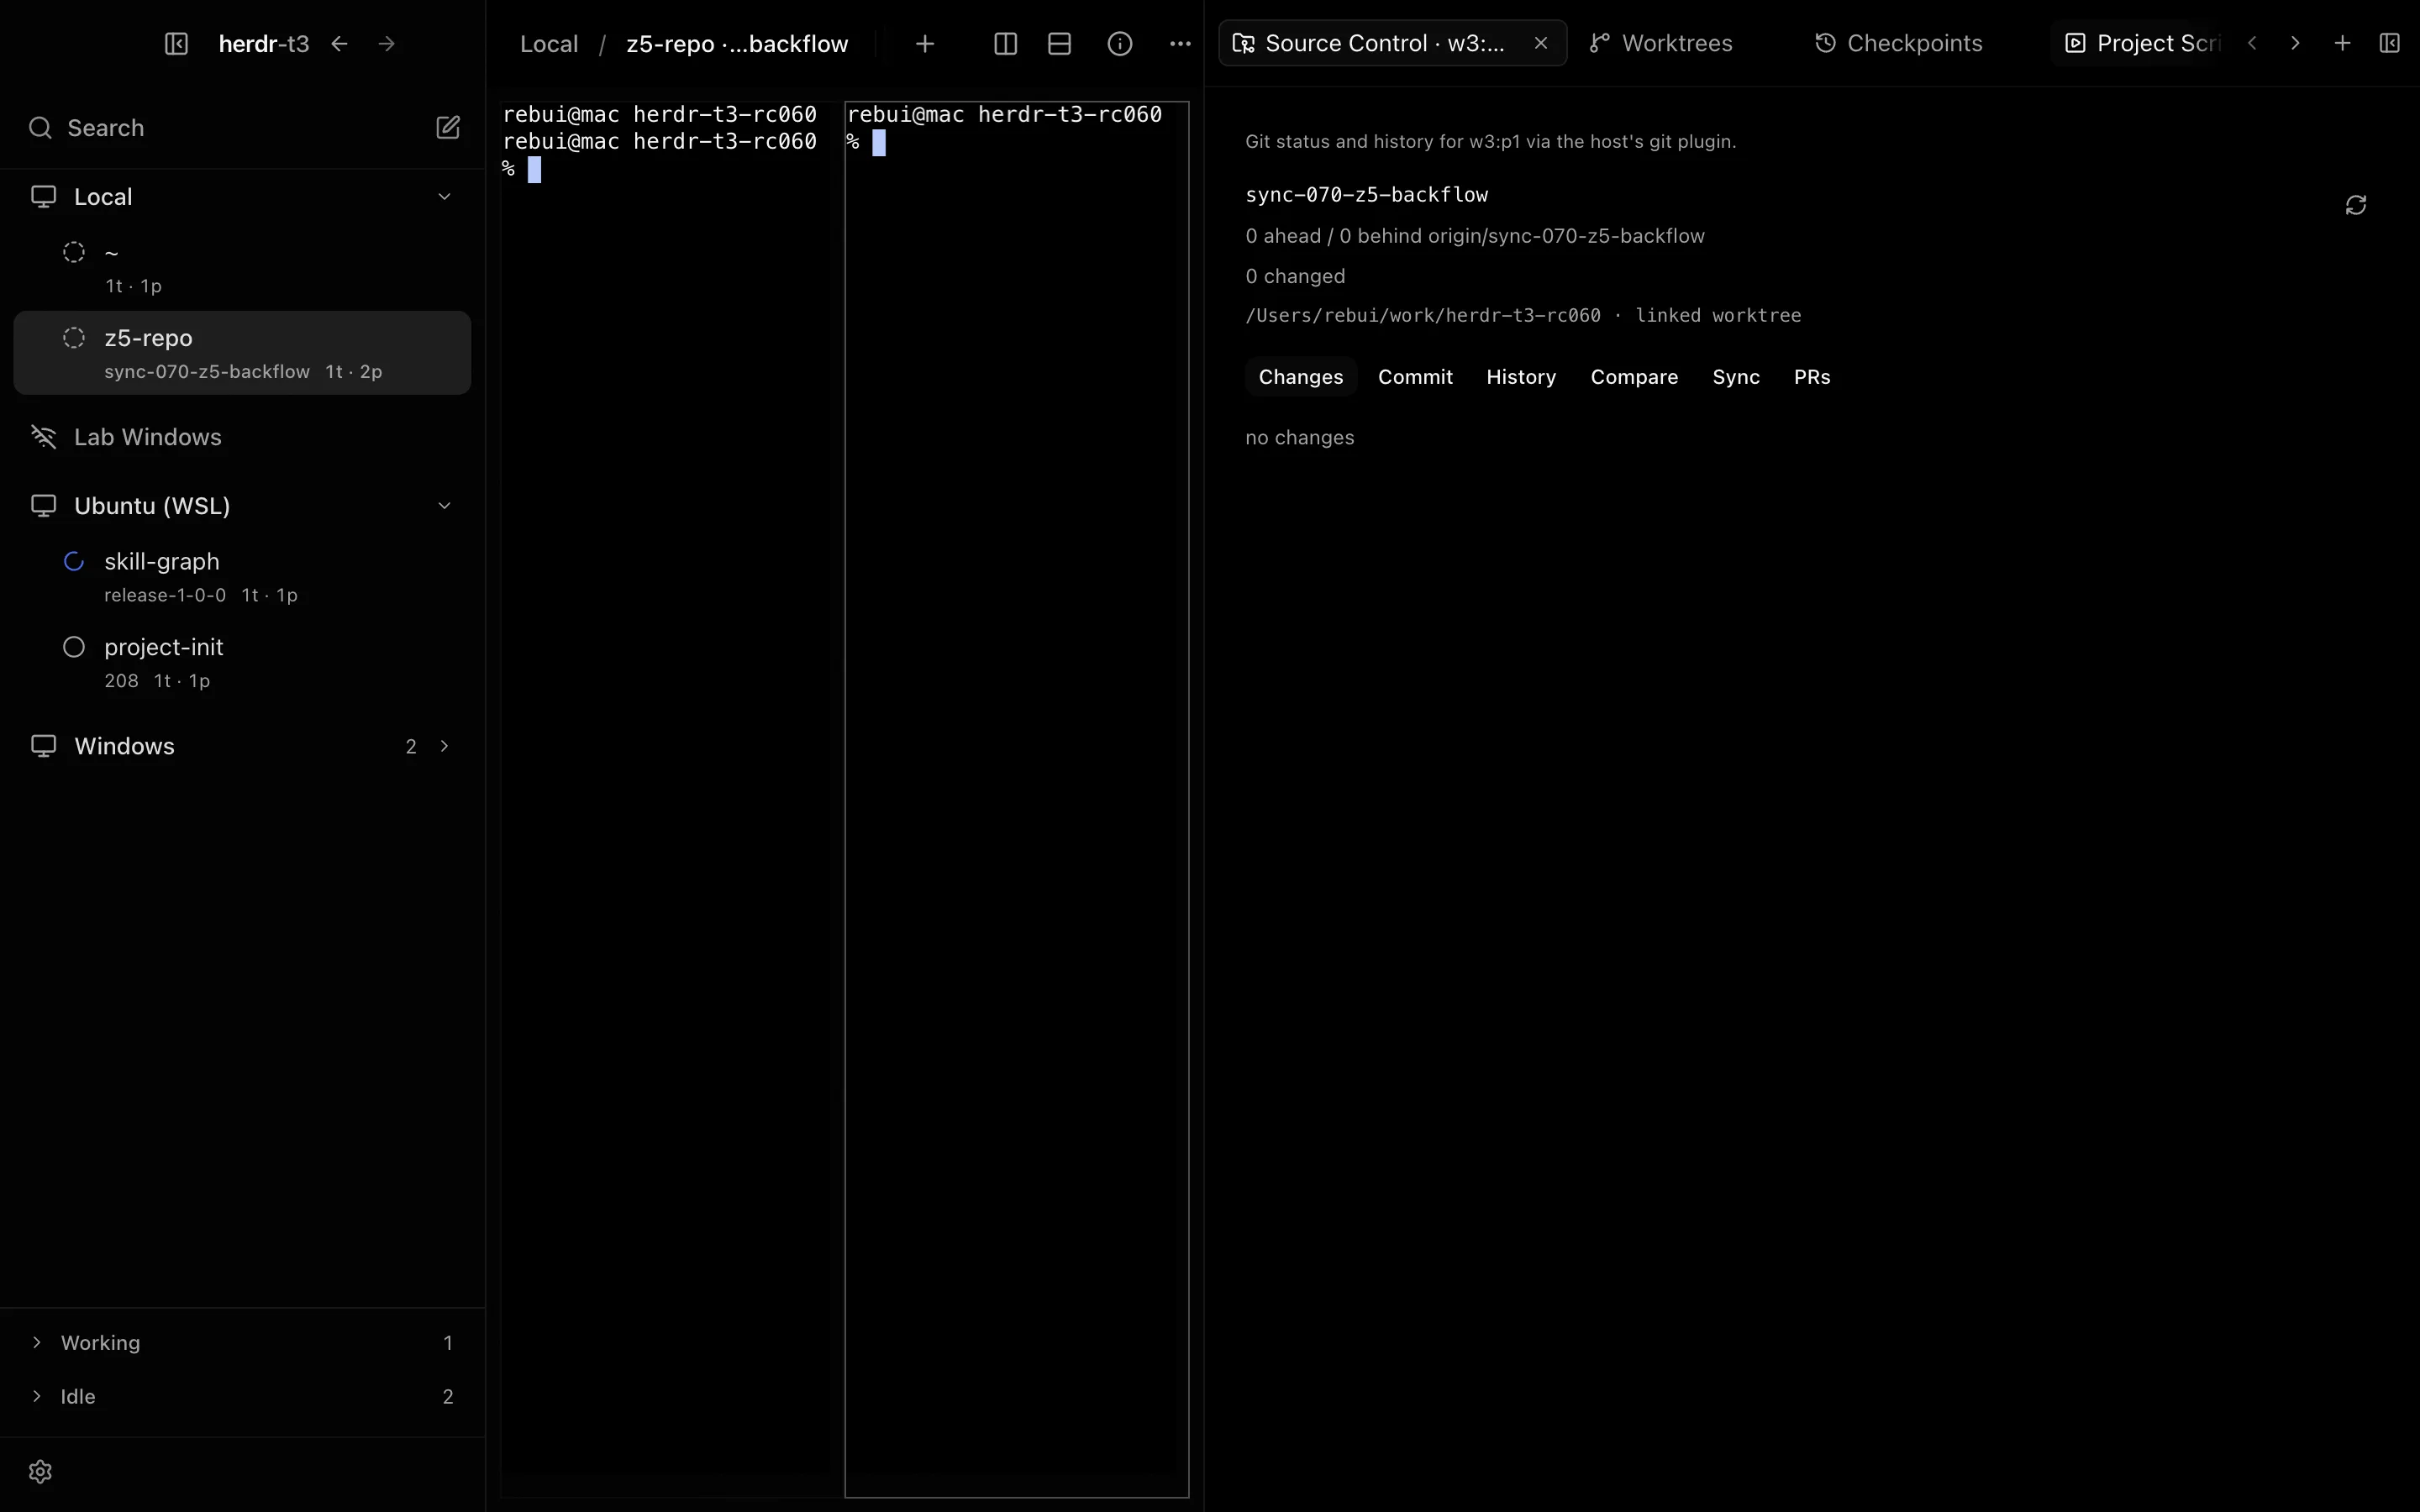 herdr-t3
Search
Local
~
1t · 1p
z5-repo
sync-070-z5-backflow 1t · 2p
Lab Windows
Ubuntu (WSL)
skill-graph
release-1-0-0 1t · 1p
project-init
208 1t · 1p
Windows 2
Working 1
Idle 2
Local / z5-repo ·...backflow
rebui@mac herdr-t3-rc060
rebui@mac herdr-t3-rc060
%
rebui@mac herdr-t3-rc060
%
Source Control · w3:... Worktrees Checkpoints Project Scri
Git status and history for w3:p1 via the host's git plugin.
sync-070-z5-backflow
0 ahead / 0 behind origin/sync-070-z5-backflow
0 changed
/Users/rebui/work/herdr-t3-rc060 · linked worktree
Changes Commit History Compare Sync PRs
no changes